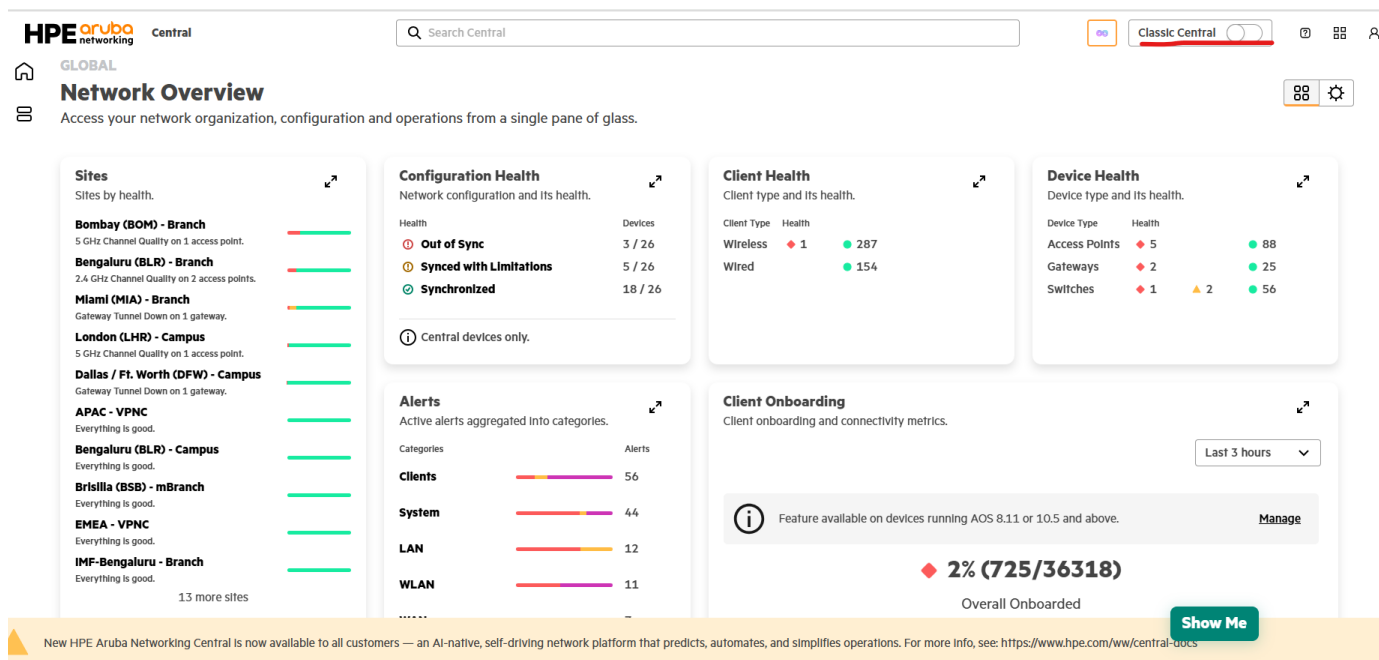 HPE aruba networking Central
Search Central
Classic Central
GLOBAL
Network Overview
Access your network organization, configuration and operations from a single pane of glass.
Sites
Sites by health.
Bombay (BOM) - Branch
5 GHz Channel Quality on 1 access point.
Bengaluru (BLR) - Branch
2.4 GHz Channel Quality on 2 access points.
Miami (MIA) - Branch
Gateway Tunnel Down on 1 gateway.
London (LHR) - Campus
5 GHz Channel Quality on 1 access point.
Dallas / Ft. Worth (DFW) - Campus
Gateway Tunnel Down on 1 gateway.
APAC - VPNC
Everything is good.
Bengaluru (BLR) - Campus
Everything is good.
Brisilia (BSB) - mBranch
Everything is good.
EMEA - VPNC
Everything is good.
IMF-Bengaluru - Branch
Everything is good.
13 more sites
Configuration Health
Network configuration and its health.
Health Devices
Out of Sync 3 / 26
Synced with Limitations 5 / 26
Synchronized 18 / 26
Central devices only.
Client Health
Client type and its health.
Client Type Health
Wireless 1 287
Wired 154
Device Health
Device type and its health.
Device Type Health
Access Points 5 88
Gateways 2 25
Switches 1 2 56
Alerts
Active alerts aggregated into categories.
Categories Alerts
Clients 56
System 44
LAN 12
WLAN 11
Client Onboarding
Client onboarding and connectivity metrics.
Last 3 hours
Feature available on devices running AOS 8.11 or 10.5 and above. Manage
2% (725/36318)
Overall Onboarded
Show Me
New HPE Aruba Networking Central is now available to all customers — an AI-native, self-driving network platform that predicts, automates, and simplifies operations. For more info, see: https://www.hpe.com/ww/central-docs